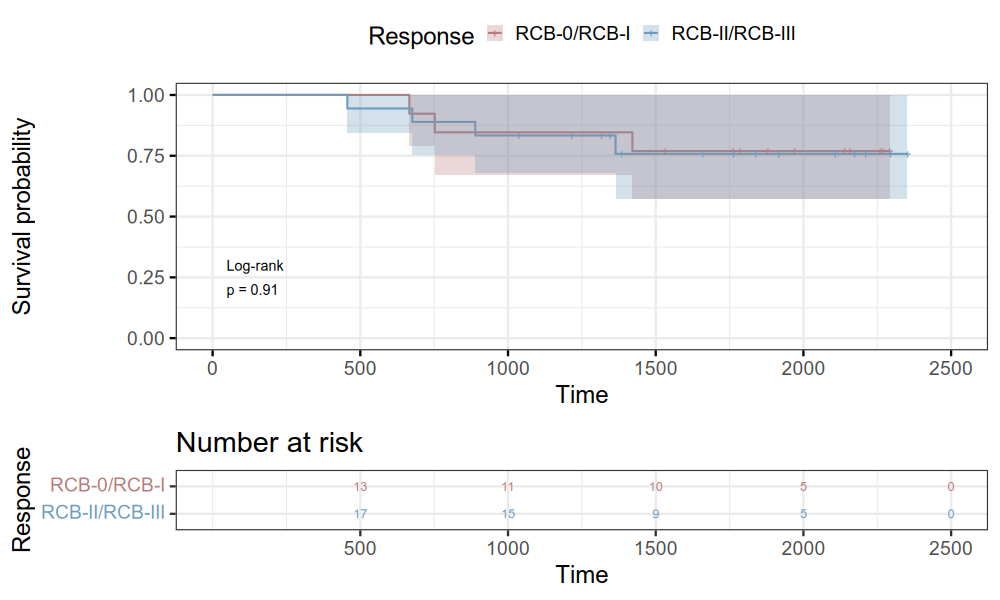 Response RCB-0/RCB-I RCB-II/RCB-III
Survival probability
1.00
0.75
0.50
0.25
0.00
Log-rank
p = 0.91
0 500 1000 1500 2000 2500
Time
Number at risk
Response
RCB-0/RCB-I 13 11 10 5 0
RCB-II/RCB-III 17 15 9 5 0
500 1000 1500 2000 2500
Time